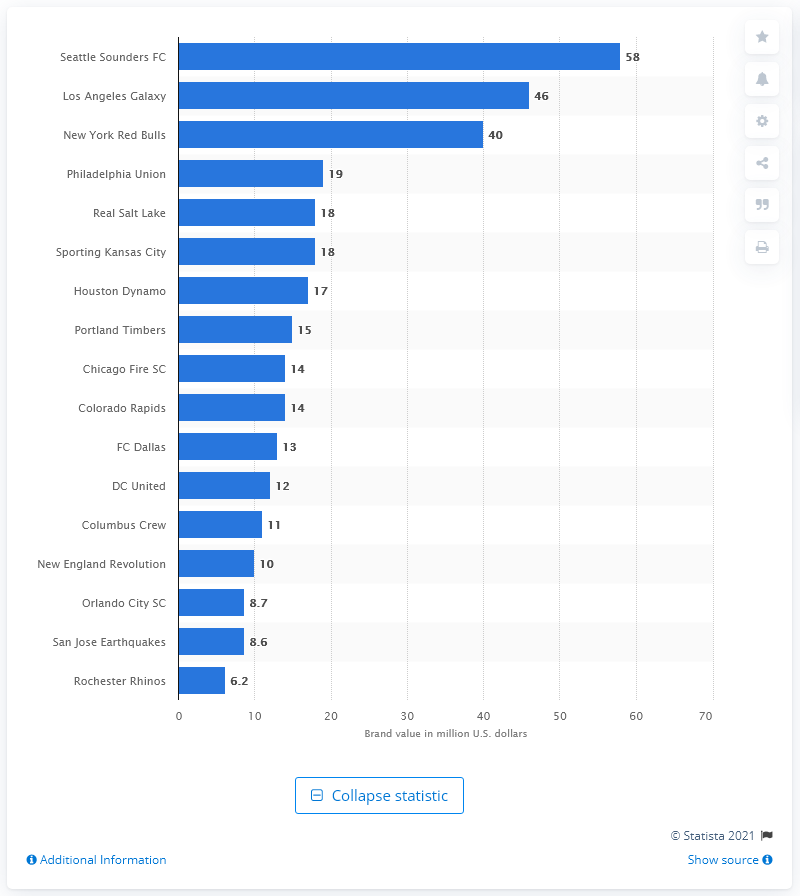 Seattle Sounders FC 58
Los Angeles Galaxy 46
New York Red Bulls 40
Philadelphia Union 19
Real Salt Lake 18
Sporting Kansas City 18
Houston Dynamo 17
Portland Timbers 15
Chicago Fire SC 14
Colorado Rapids 14
FC Dallas 13
DC United 12
Columbus Crew 11
New England Revolution 10
Orlando City SC 8.7
San Jose Earthquakes 8.6
Rochester Rhinos 6.2
0 10 20 30 40 50 60 70
Brand value in million U.S. dollars
Collapse statistic
© Statista 2021
Additional Information Show source